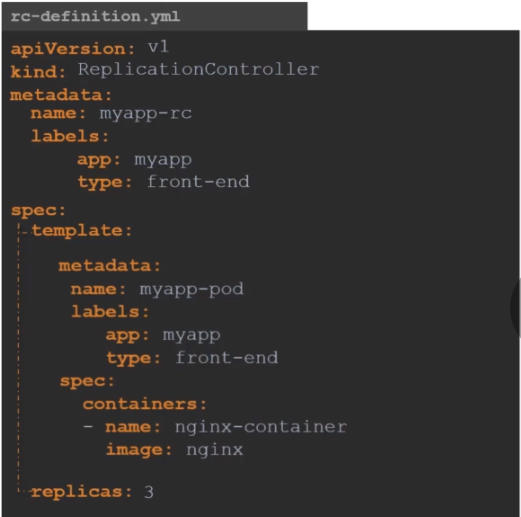 rc-definition.yml
apiVersion: v1
kind: ReplicationController
metadata:
  name: myapp-rc
  labels:
      app: myapp
      type: front-end
spec:
  template:
    metadata:
     name: myapp-pod
     labels:
        app: myapp
        type: front-end
    spec:
      containers:
      - name: nginx-container
        image: nginx
  replicas: 3